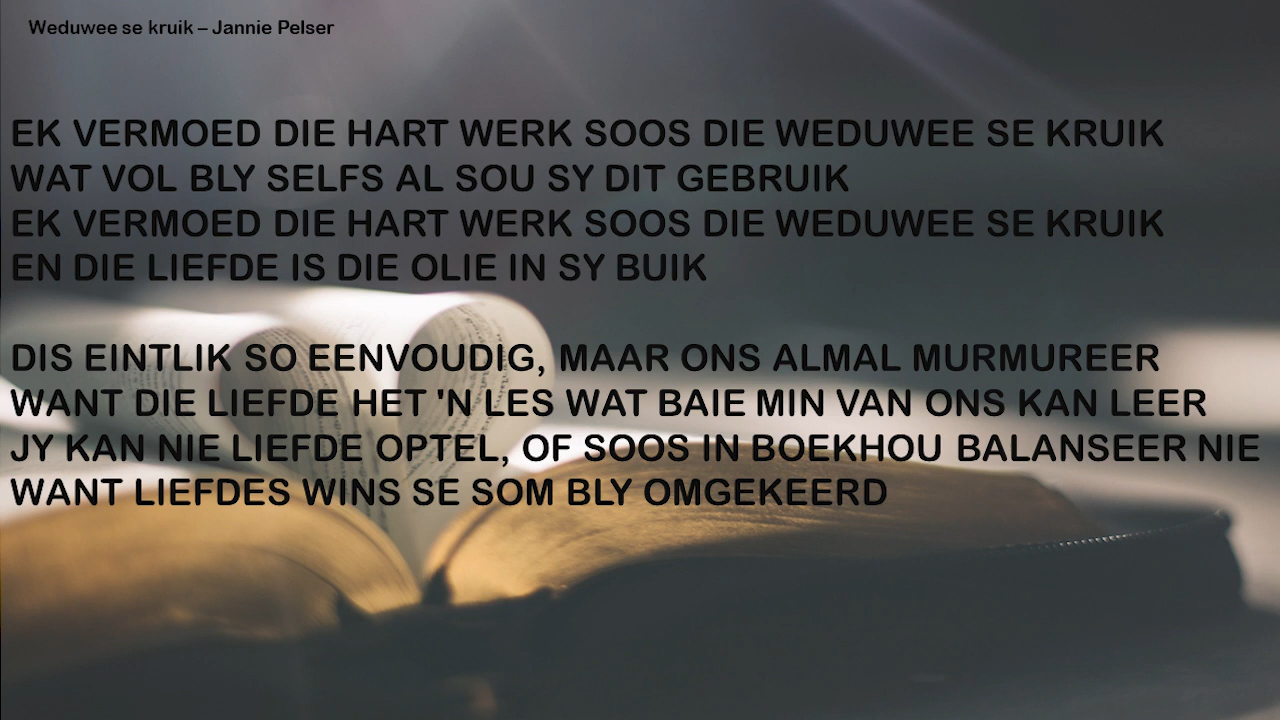 Weduwee se kruik – Jannie Pelser
EK VERMOED DIE HART WERK SOOS DIE WEDUWEE SE KRUIK
WAT VOL BLY SELFS AL SOU SY DIT GEBRUIK
EK VERMOED DIE HART WERK SOOS DIE WEDUWEE SE KRUIK
EN DIE LIEFDE IS DIE OLIE IN SY BUIK
DIS EINTLIK SO EENVOUDIG, MAAR ONS ALMAL MURMUREER
WANT DIE LIEFDE HET 'N LES WAT BAIE MIN VAN ONS KAN LEER
JY KAN NIE LIEFDE OPTEL, OF SOOS IN BOEKHOU BALANSEER NIE
WANT LIEFDES WINS SE SOM BLY OMGEKEERD